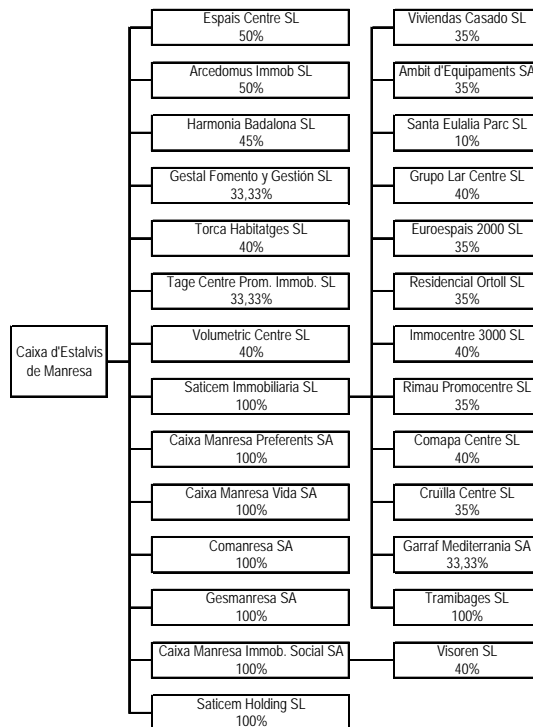 Espais Centre SL
50%
Arcedomus Immob SL
50%
Harmonia Badalona SL
45%
Gestal Fomento y Gestión SL
33,33%
Torca Habitatges SL
40%
Tage Centre Prom. Immob. SL
33,33%
Caixa d'Estalvis
de Manresa
Volumetric Centre SL
40%
Saticem Immobiliaria SL
100%
Caixa Manresa Preferents SA
100%
Caixa Manresa Vida SA
100%
Comanresa SA
100%
Gesmanresa SA
100%
Caixa Manresa Immob. Social SA
100%
Saticem Holding SL
100%
Viviendas Casado SL
35%
Ambit d'Equipaments SA
35%
Santa Eulalia Parc SL
10%
Grupo Lar Centre SL
40%
Euroespais 2000 SL
35%
Residencial Ortoll SL
35%
Immocentre 3000 SL
40%
Rimau Promocentre SL
35%
Comapa Centre SL
40%
Cruïlla Centre SL
35%
Garraf Mediterrania SA
33,33%
Tramibages SL
100%
Visoren SL
40%